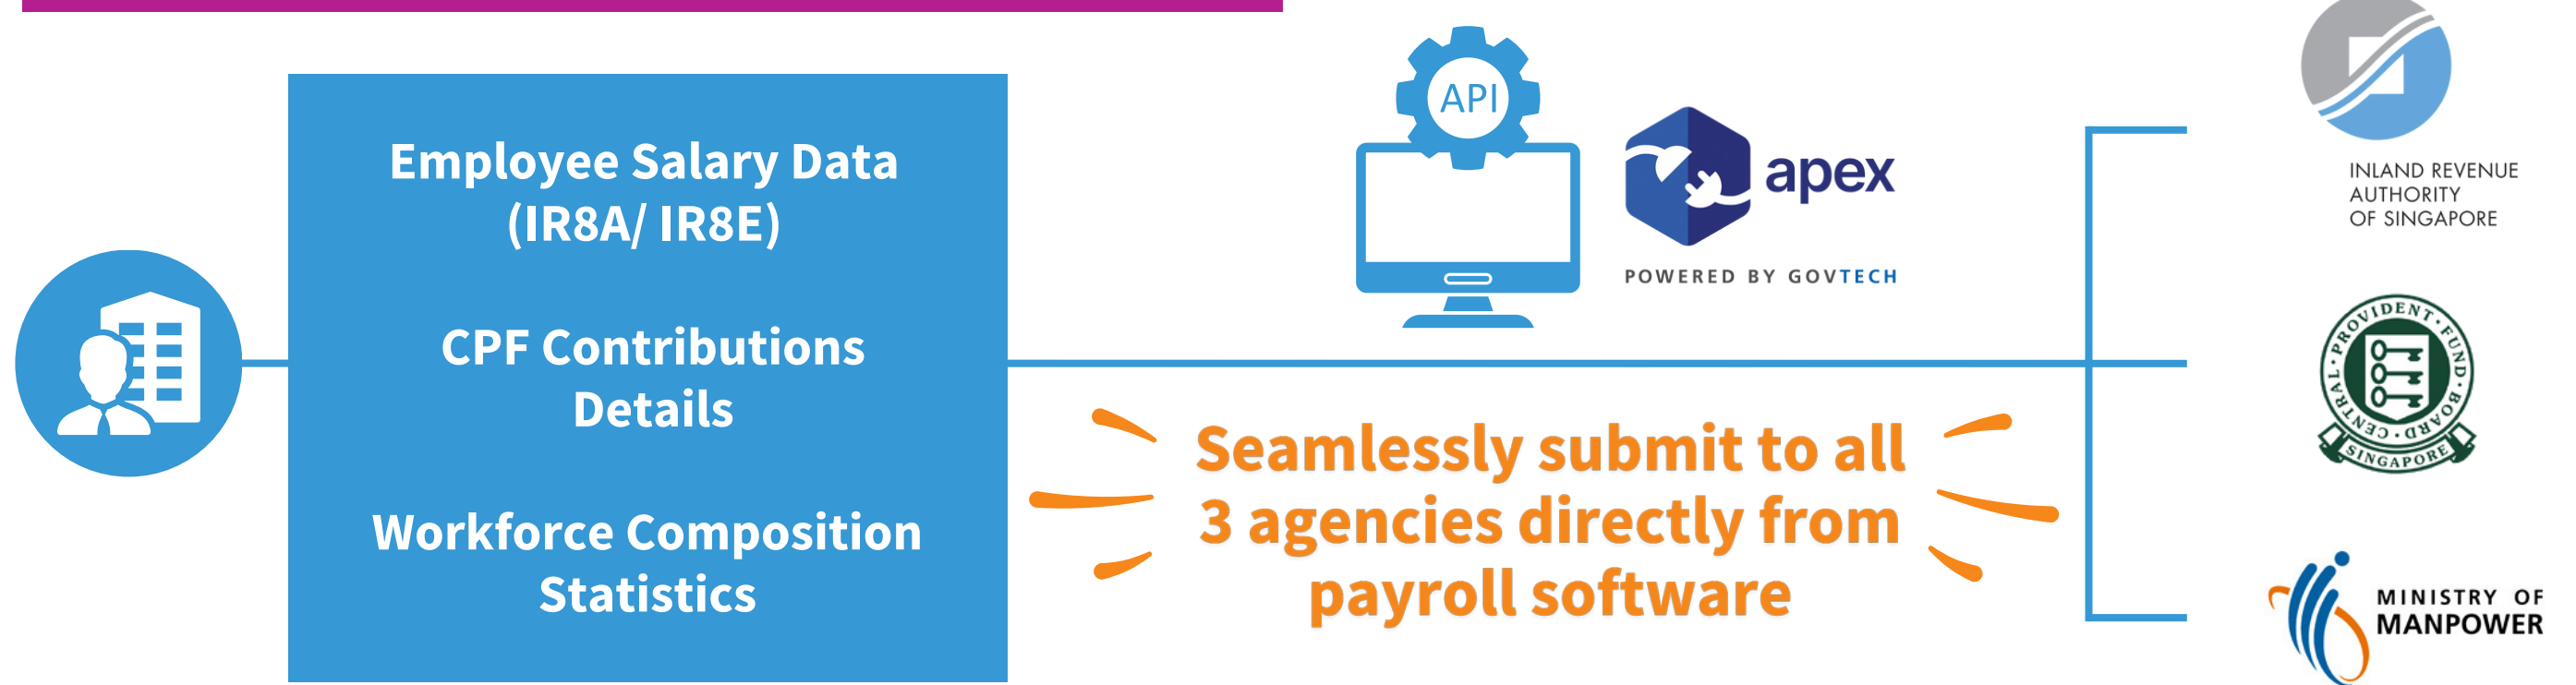 Employee Salary Data
(IR8A/ IR8E)
CPF Contributions
Details
Workforce Composition
Statistics
API
apex
POWERED BY GOVTECH
Seamlessly submit to all
3 agencies directly from
payroll software
INLAND REVENUE
AUTHORITY
OF SINGAPORE
CENTRAL · PROVIDENT · FUND · BOARD
SINGAPORE
MINISTRY OF
MANPOWER